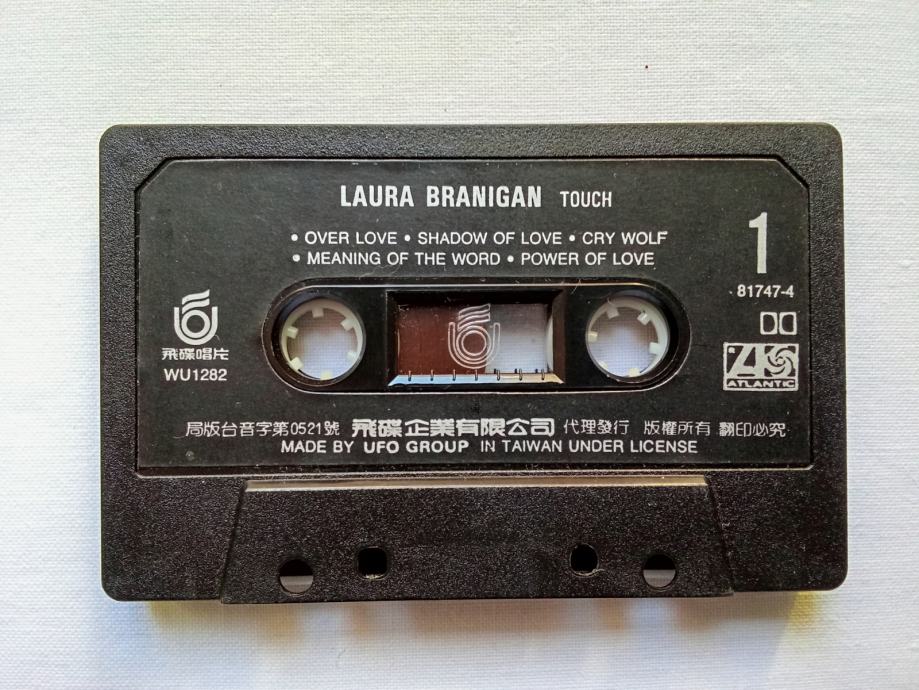 LAURA BRANIGAN TOUCH
• OVER LOVE • SHADOW OF LOVE • CRY WOLF
• MEANING OF THE WORD • POWER OF LOVE
1
81747-4
飛碟唱片
WU1282
ATLANTIC
局版台音字第0521號 飛碟企業有限公司 代理發行 版權所有 翻印必究
MADE BY UFO GROUP IN TAIWAN UNDER LICENSE